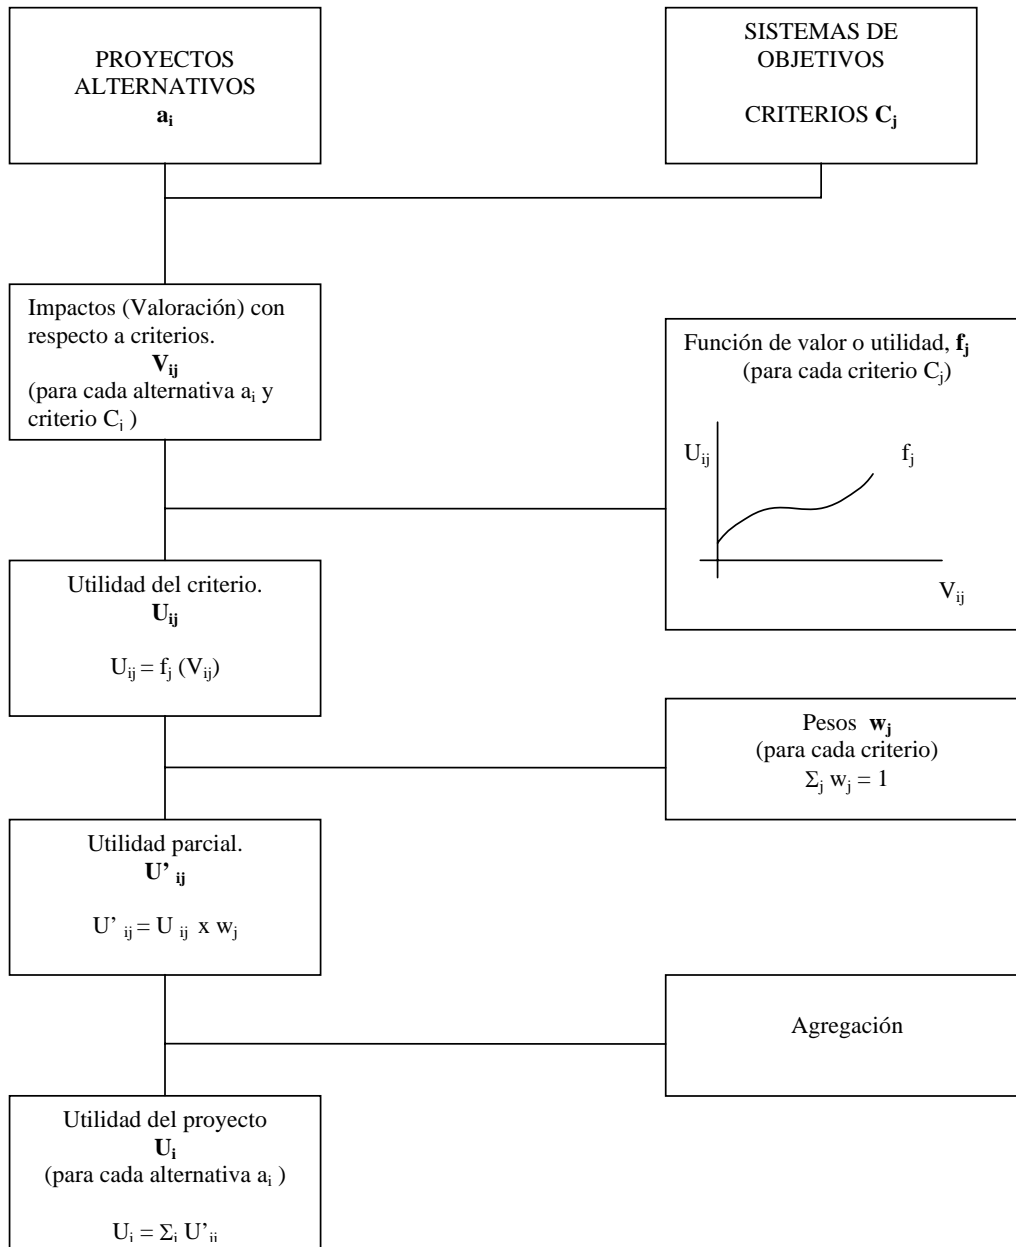 PROYECTOS
ALTERNATIVOS
aᵢ
SISTEMAS DE
OBJETIVOS
CRITERIOS Cⱼ
Impactos (Valoración) con
respecto a criterios.
Vᵢⱼ
(para cada alternativa aᵢ y
criterio Cⱼ )
Función de valor o utilidad, fⱼ
(para cada criterio Cⱼ)
Uᵢⱼ
fⱼ
Vᵢⱼ
Utilidad del criterio.
Uᵢⱼ
Uᵢⱼ = fⱼ (Vᵢⱼ)
Pesos wⱼ
(para cada criterio)
Σⱼ wⱼ = 1
Utilidad parcial.
U’ ᵢⱼ
U’ ᵢⱼ = U ᵢⱼ x wⱼ
Agregación
Utilidad del proyecto
Uᵢ
(para cada alternativa aᵢ )
Uᵢ = Σⱼ U’ᵢⱼ